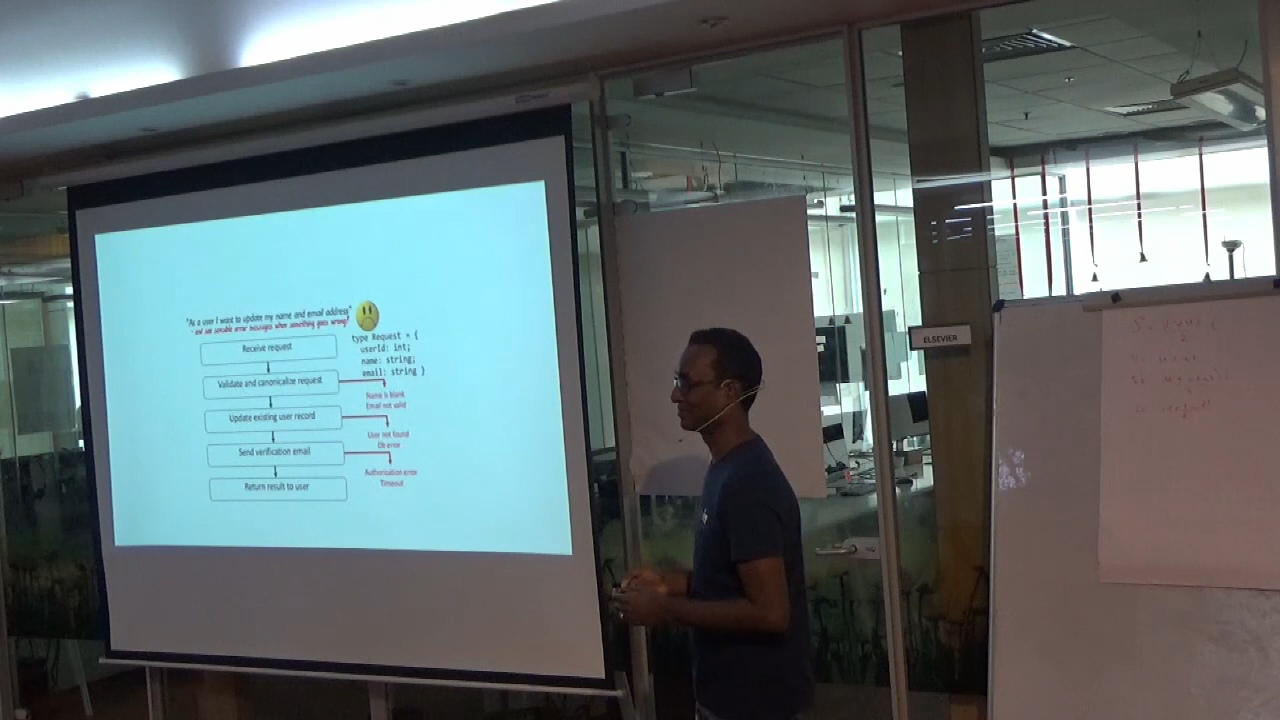 "As a user I want to update my name and email address"
- and see sensible error messages when something goes wrong!
Receive request
type Request = {
userId: int;
name: string;
email: string }
Validate and canonicalize request
Name is blank
Email not valid
Update existing user record
User not found
Db error
Send verification email
Authorization error
Timeout
Return result to user
ELSEVIER